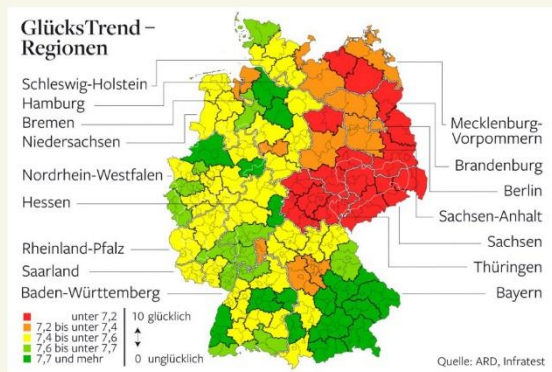 GlücksTrend –
Regionen
Schleswig-Holstein
Hamburg
Bremen
Niedersachsen
Nordrhein-Westfalen
Hessen
Rheinland-Pfalz
Saarland
Baden-Württemberg
Mecklenburg-
Vorpommern
Brandenburg
Berlin
Sachsen-Anhalt
Sachsen
Thüringen
Bayern
unter 7,2
7,2 bis unter 7,4
7,4 bis unter 7,6
7,6 bis unter 7,7
7,7 und mehr
10 glücklich
0 unglücklich
Quelle: ARD, Infratest